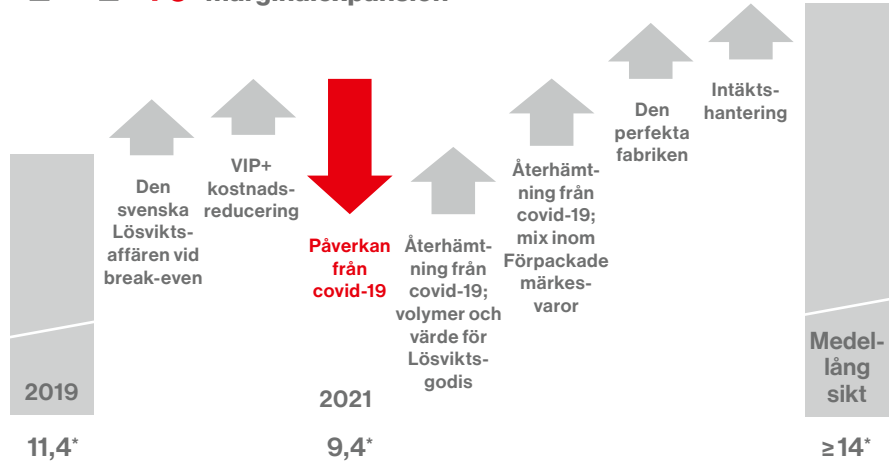 Den
svenska
Lösvikts-
affären vid
break-even
VIP+
kostnads-
reducering
Påverkan
från
covid-19
Återhämt-
ning från
covid-19;
volymer och
värde för
Lösvikts-
godis
Återhämt-
ning från
covid-19;
mix inom
Förpackade
märkes-
varor
Den
perfekta
fabriken
Intäkts-
hantering
2019
2021
Medel-
lång
sikt
11,4*
9,4*
≥14*